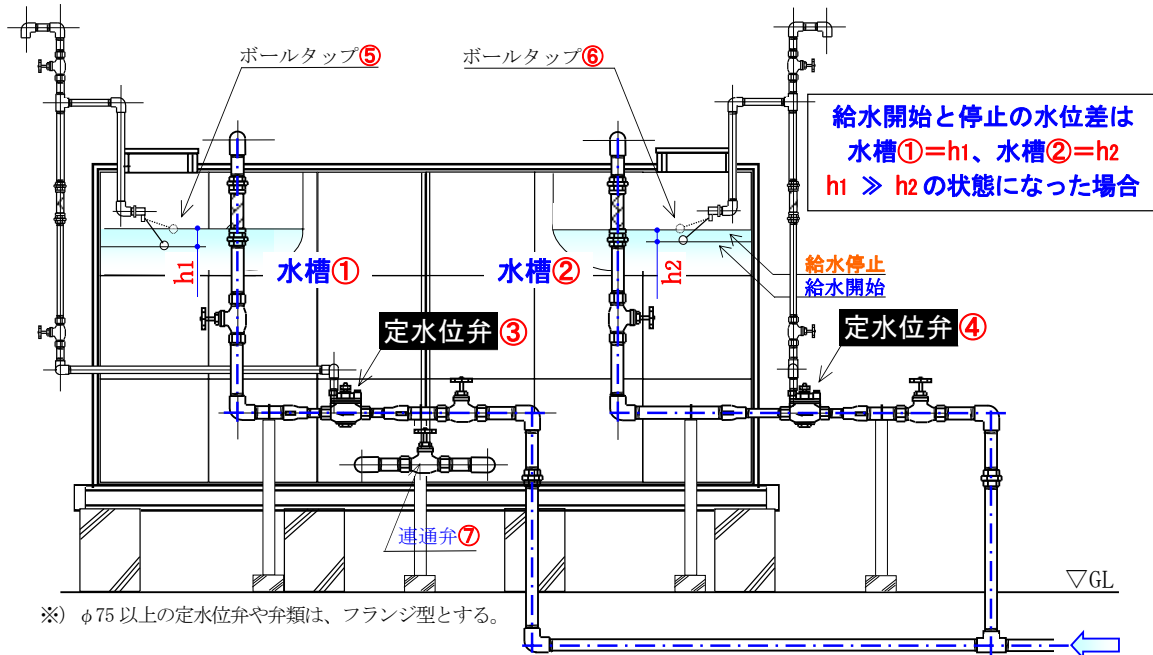 ボールタップ⑤
ボールタップ⑥
給水開始と停止の水位差は
水槽①=h1、水槽②=h2
h1 ≫ h2 の状態になった場合
h1
水槽①
水槽②
h2
給水停止
給水開始
定水位弁③
定水位弁④
連通弁⑦
▽GL
※) φ75 以上の定水位弁や弁類は、フランジ型とする。